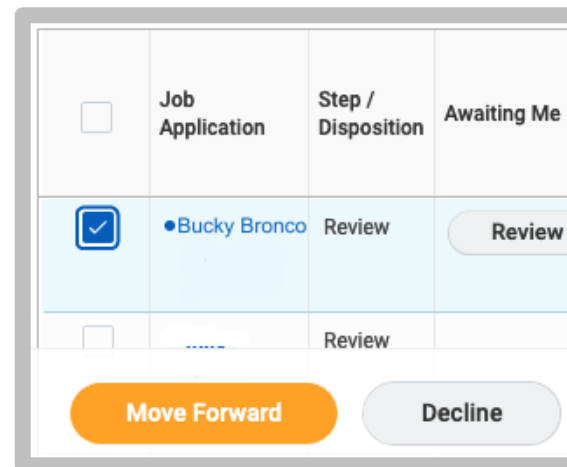 Job Application
Step / Disposition
Awaiting Me
Bucky Bronco
Review
Review
Review
Move Forward
Decline